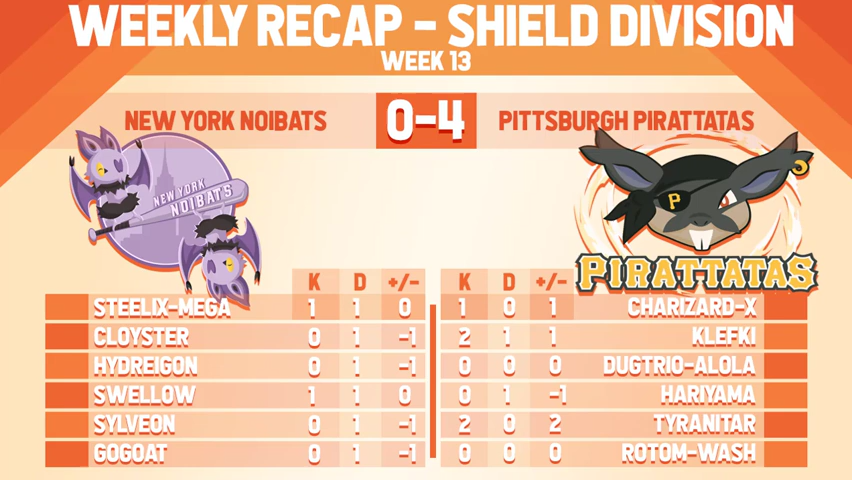 WEEKLY RECAP - SHIELD DIVISION
WEEK 13
NEW YORK NOIBATS 0-4 PITTSBURGH PIRATTATAS
NEW YORK
NOIBATS
P
PIRATTATAS
K D +/- K D +/-
STEELIX-MEGA 1 1 0 1 0 1 CHARIZARD-X
CLOYSTER 0 1 -1 2 1 1 KLEFKI
HYDREIGON 0 1 -1 0 0 0 DUGTRIO-ALOLA
SWELLOW 1 1 0 0 1 -1 HARIYAMA
SYLVEON 0 1 -1 2 0 2 TYRANITAR
GOGOAT 0 1 -1 0 0 0 ROTOM-WASH